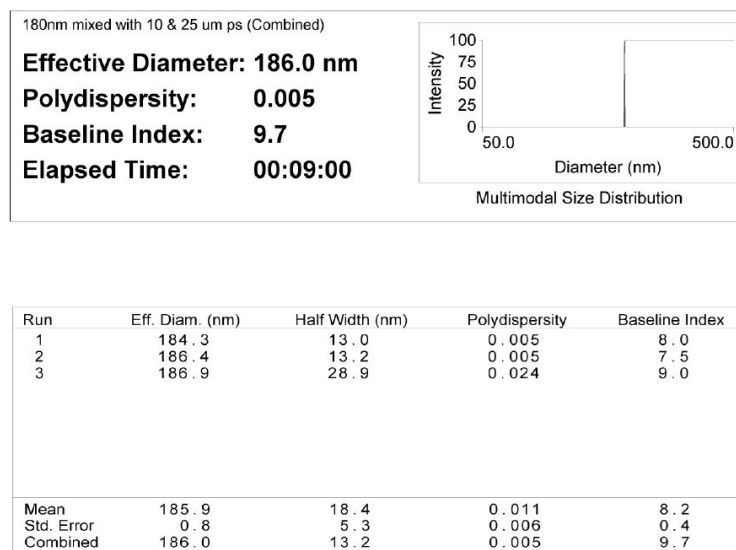 180nm mixed with 10 & 25 um ps (Combined)
Effective Diameter: 186.0 nm
Polydispersity: 0.005
Baseline Index: 9.7
Elapsed Time: 00:09:00
100
75
50
25
0
Intensity
50.0 500.0
Diameter (nm)
Multimodal Size Distribution
Run Eff. Diam. (nm) Half Width (nm) Polydispersity Baseline Index
1 184.3 13.0 0.005 8.0
2 186.4 13.2 0.005 7.5
3 186.9 28.9 0.024 9.0
Mean 185.9 18.4 0.011 8.2
Std. Error 0.8 5.3 0.006 0.4
Combined 186.0 13.2 0.005 9.7